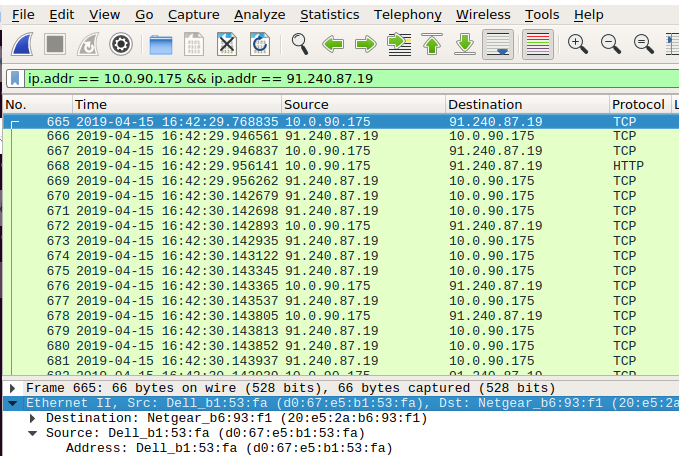 File Edit View Go Capture Analyze Statistics Telephony Wireless Tools Help
ip.addr == 10.0.90.175 && ip.addr == 91.240.87.19
No. Time Source Destination Protocol L
665 2019-04-15 16:42:29.768835 10.0.90.175 91.240.87.19 TCP
666 2019-04-15 16:42:29.946561 91.240.87.19 10.0.90.175 TCP
667 2019-04-15 16:42:29.946837 10.0.90.175 91.240.87.19 TCP
668 2019-04-15 16:42:29.956141 10.0.90.175 91.240.87.19 HTTP
669 2019-04-15 16:42:29.956262 91.240.87.19 10.0.90.175 TCP
670 2019-04-15 16:42:30.142679 91.240.87.19 10.0.90.175 TCP
671 2019-04-15 16:42:30.142698 91.240.87.19 10.0.90.175 TCP
672 2019-04-15 16:42:30.142893 10.0.90.175 91.240.87.19 TCP
673 2019-04-15 16:42:30.142935 91.240.87.19 10.0.90.175 TCP
674 2019-04-15 16:42:30.143122 91.240.87.19 10.0.90.175 TCP
675 2019-04-15 16:42:30.143345 91.240.87.19 10.0.90.175 TCP
676 2019-04-15 16:42:30.143365 10.0.90.175 91.240.87.19 TCP
677 2019-04-15 16:42:30.143537 91.240.87.19 10.0.90.175 TCP
678 2019-04-15 16:42:30.143805 10.0.90.175 91.240.87.19 TCP
679 2019-04-15 16:42:30.143813 91.240.87.19 10.0.90.175 TCP
680 2019-04-15 16:42:30.143852 91.240.87.19 10.0.90.175 TCP
681 2019-04-15 16:42:30.143937 91.240.87.19 10.0.90.175 TCP
Frame 665: 66 bytes on wire (528 bits), 66 bytes captured (528 bits)
Ethernet II, Src: Dell_b1:53:fa (d0:67:e5:b1:53:fa), Dst: Netgear_b6:93:f1 (20:e5:2a
Destination: Netgear_b6:93:f1 (20:e5:2a:b6:93:f1)
Source: Dell_b1:53:fa (d0:67:e5:b1:53:fa)
Address: Dell_b1:53:fa (d0:67:e5:b1:53:fa)